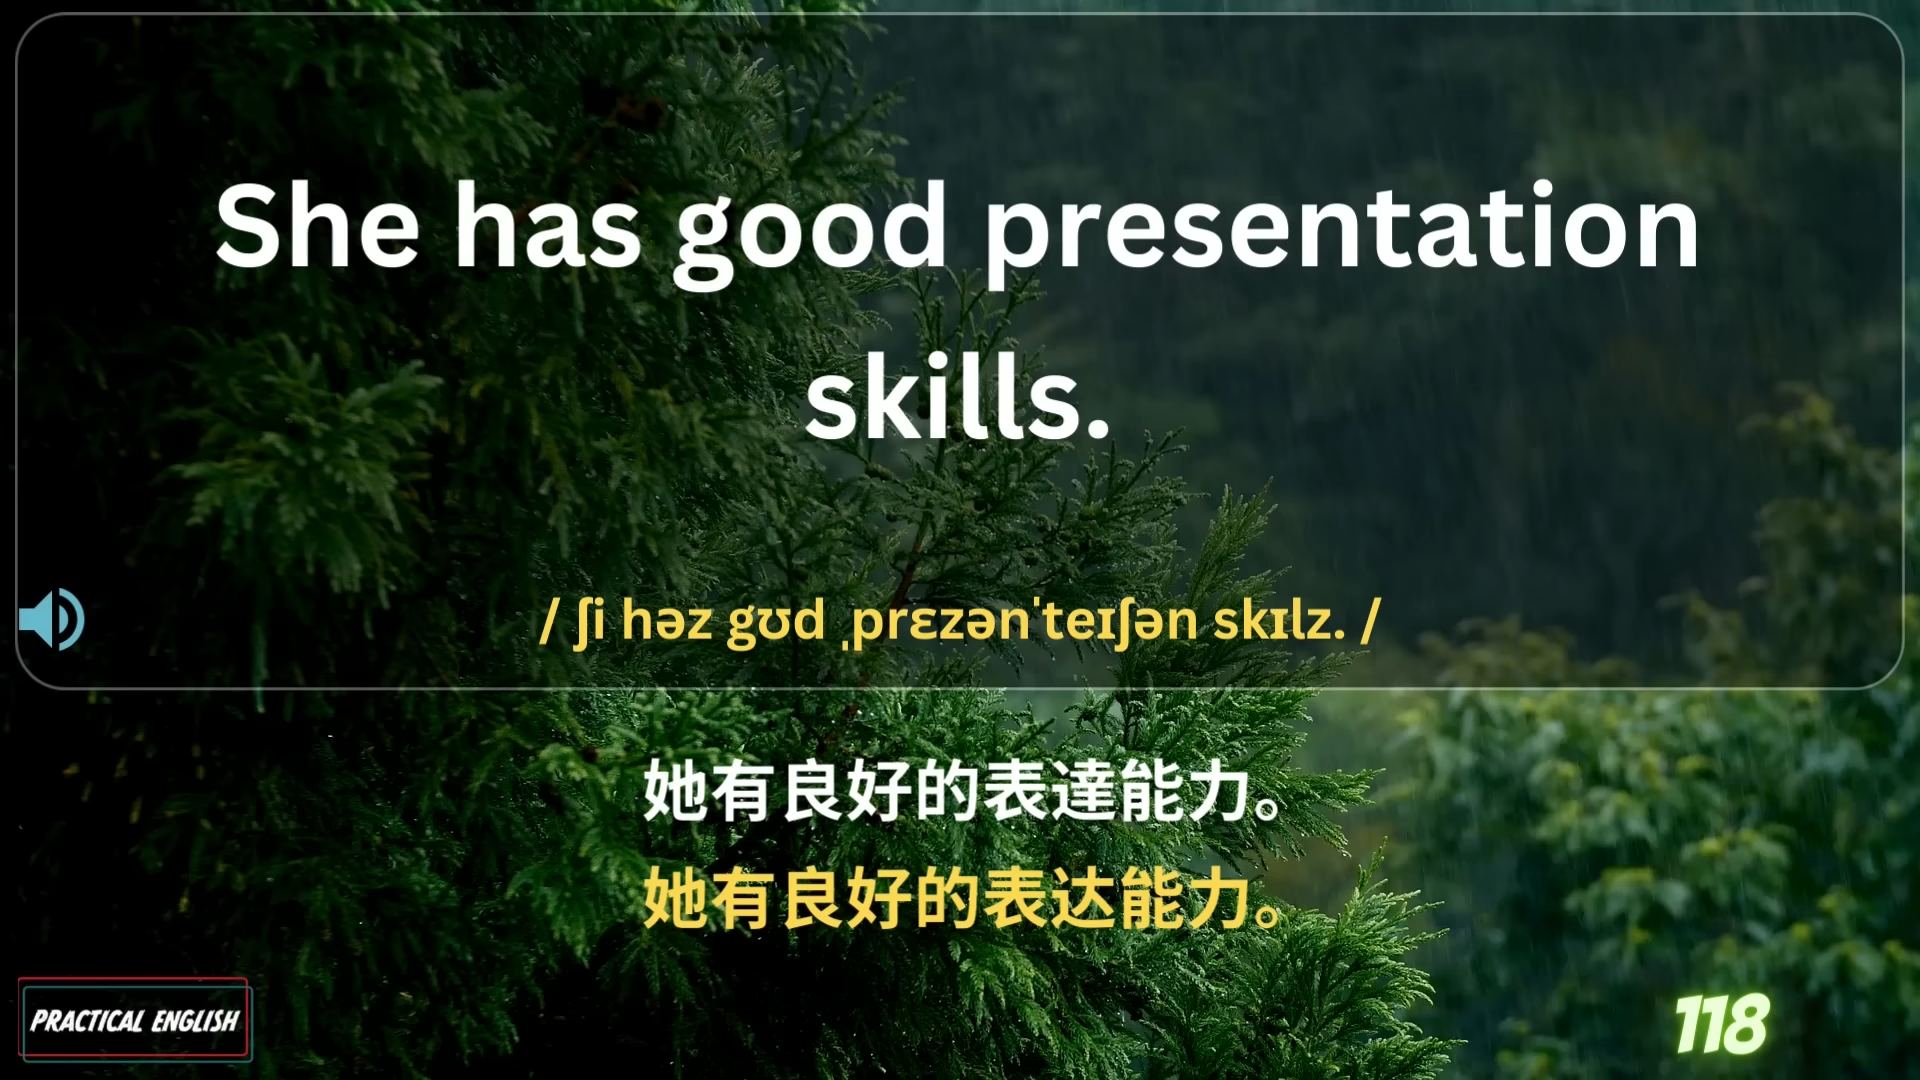 She has good presentation
skills.
/ ʃi həz gʊd ˌprɛzənˈteɪʃən skɪlz. /
她有良好的表達能力。
她有良好的表达能力。
PRACTICAL ENGLISH
118